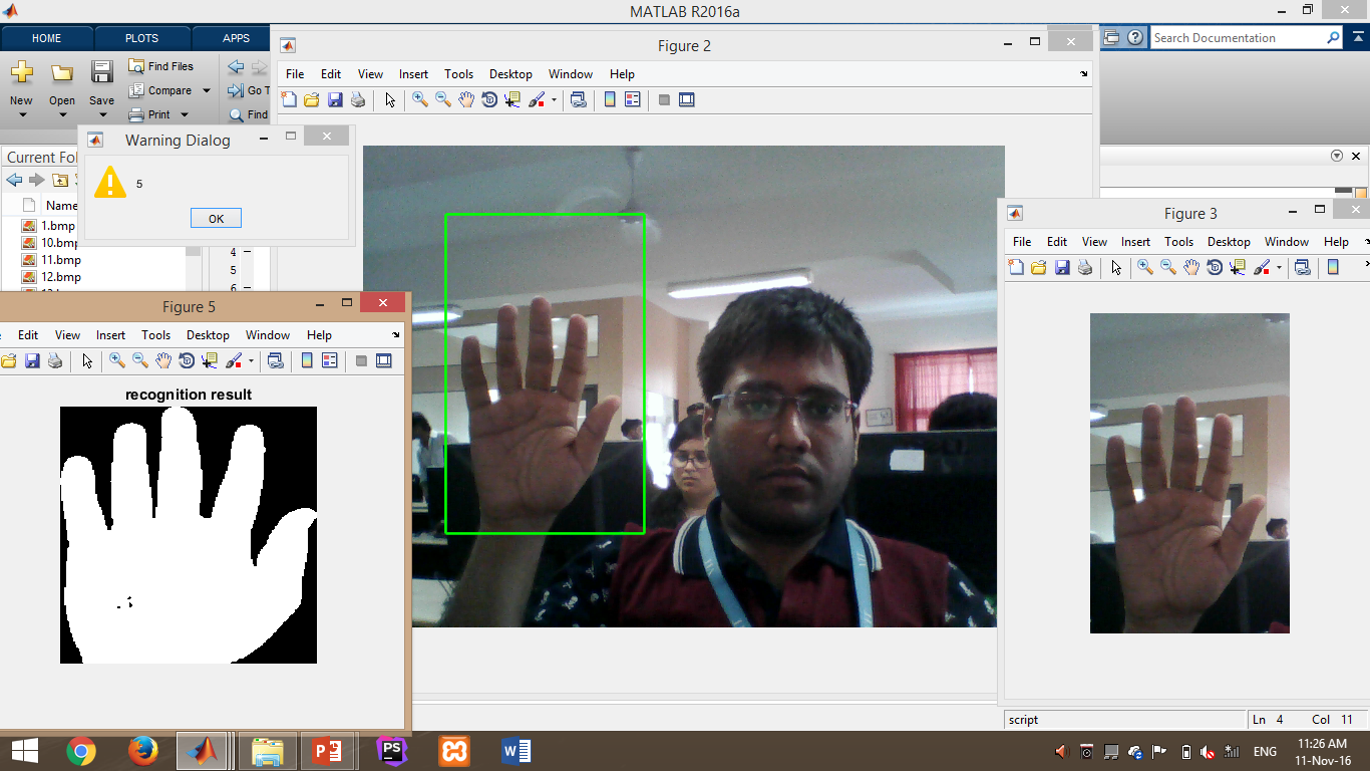 MATLAB R2016a
HOME PLOTS APPS
Search Documentation
New Open Save
Find Files
Compare
Print
Go T
Find
Figure 2
File Edit View Insert Tools Desktop Window Help
Warning Dialog
5
OK
Current Fol
Name
1.bmp
10.bmp
11.bmp
12.bmp
4
5
6
Figure 3
File Edit View Insert Tools Desktop Window Help
Figure 5
Edit View Insert Tools Desktop Window Help
recognition result
script
Ln 4 Col 11
PS
W
ENG
11:26 AM
11-Nov-16